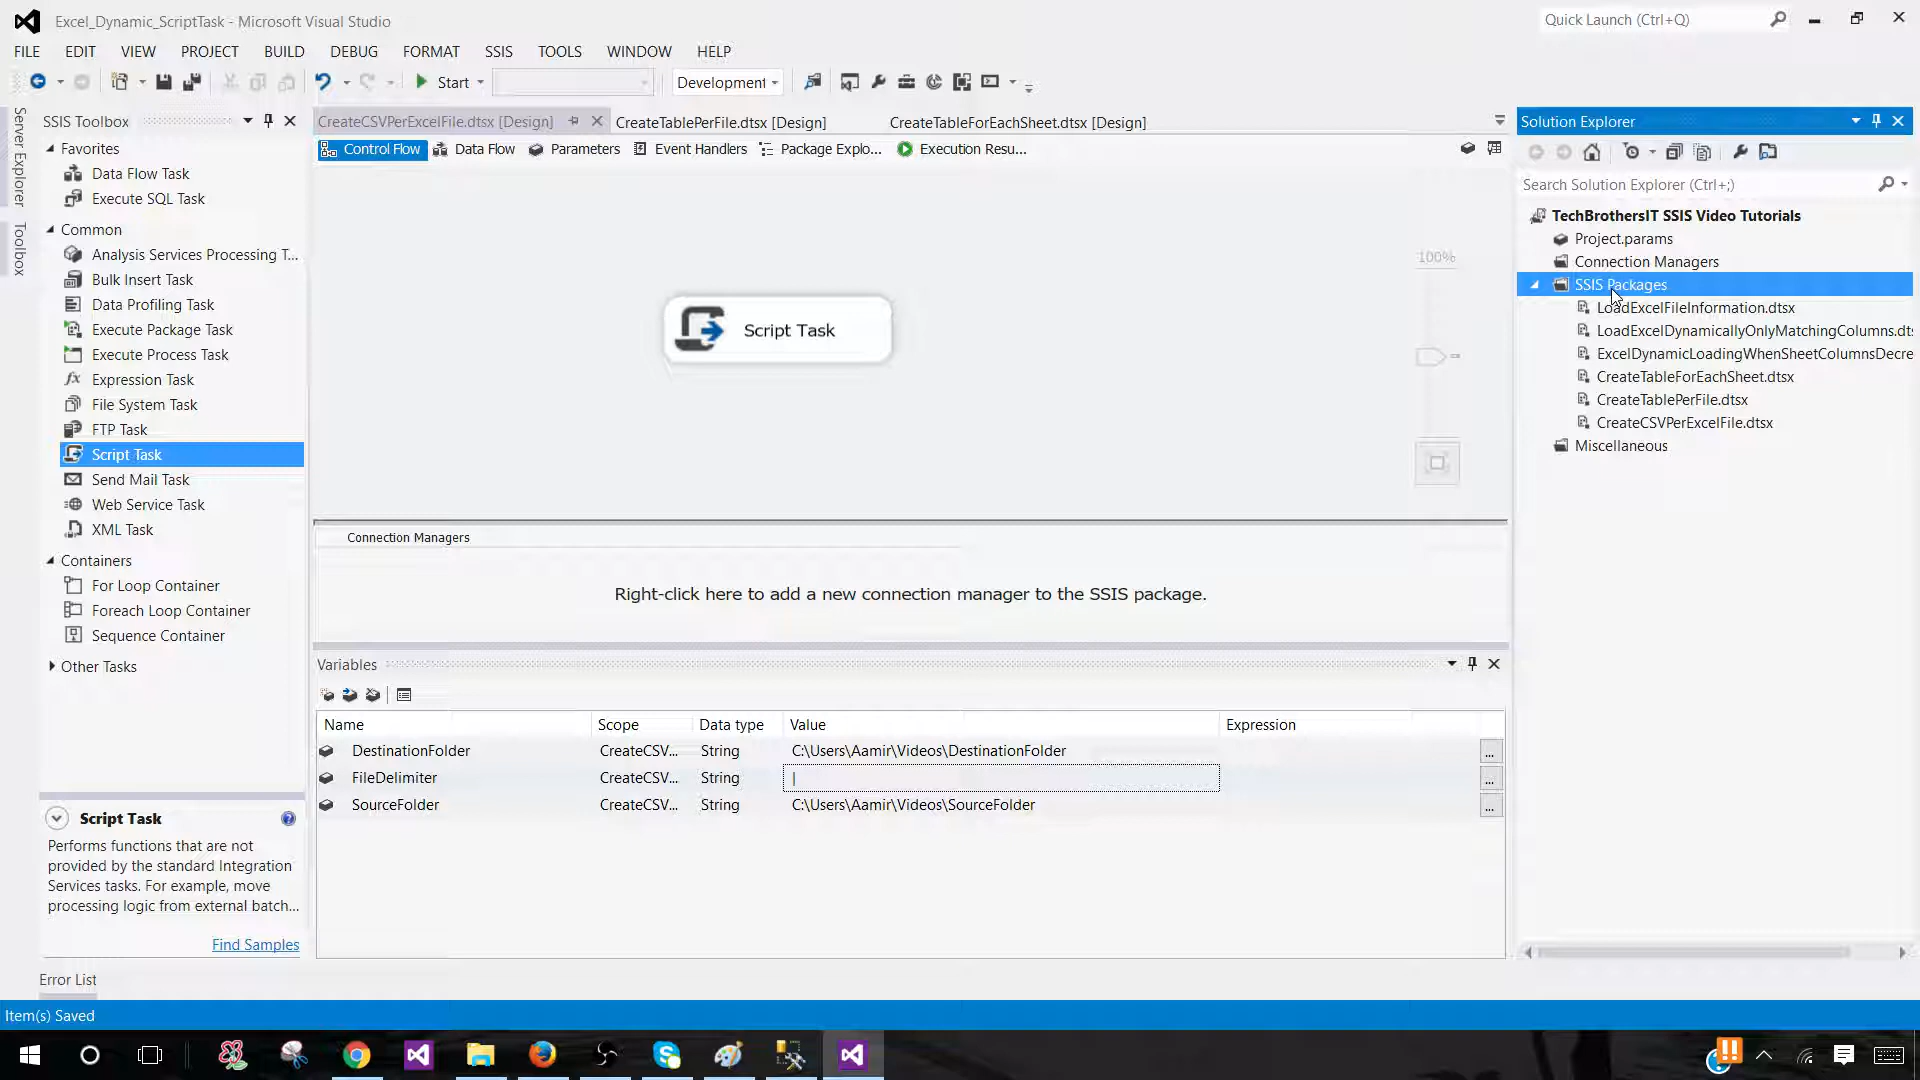 Excel_Dynamic_ScriptTask - Microsoft Visual Studio
Quick Launch (Ctrl+Q)
FILE EDIT VIEW PROJECT BUILD DEBUG FORMAT SSIS TOOLS WINDOW HELP
Start
Development
Server Explorer
Toolbox
SSIS Toolbox
Favorites
Data Flow Task
Execute SQL Task
Common
Analysis Services Processing T...
Bulk Insert Task
Data Profiling Task
Execute Package Task
Execute Process Task
Expression Task
File System Task
FTP Task
Script Task
Send Mail Task
Web Service Task
XML Task
Containers
For Loop Container
Foreach Loop Container
Sequence Container
Other Tasks
Script Task
Performs functions that are not
provided by the standard Integration
Services tasks. For example, move
processing logic from external batch...
Find Samples
CreateCSVPerExcelFile.dtsx [Design] CreateTablePerFile.dtsx [Design] CreateTableForEachSheet.dtsx [Design]
Control Flow Data Flow Parameters Event Handlers Package Explo... Execution Resu...
100%
Script Task
Connection Managers
Right-click here to add a new connection manager to the SSIS package.
Variables
Name Scope Data type Value Expression
DestinationFolder CreateCSV... String C:\Users\Aamir\Videos\DestinationFolder ...
FileDelimiter CreateCSV... String | ...
SourceFolder CreateCSV... String C:\Users\Aamir\Videos\SourceFolder ...
Solution Explorer
Search Solution Explorer (Ctrl+;)
TechBrothersIT SSIS Video Tutorials
Project.params
Connection Managers
SSIS Packages
LoadExcelFileInformation.dtsx
LoadExcelDynamicallyOnlyMatchingColumns.dts
ExcelDynamicLoadingWhenSheetColumnsDecre
CreateTableForEachSheet.dtsx
CreateTablePerFile.dtsx
CreateCSVPerExcelFile.dtsx
Miscellaneous
Error List
Item(s) Saved